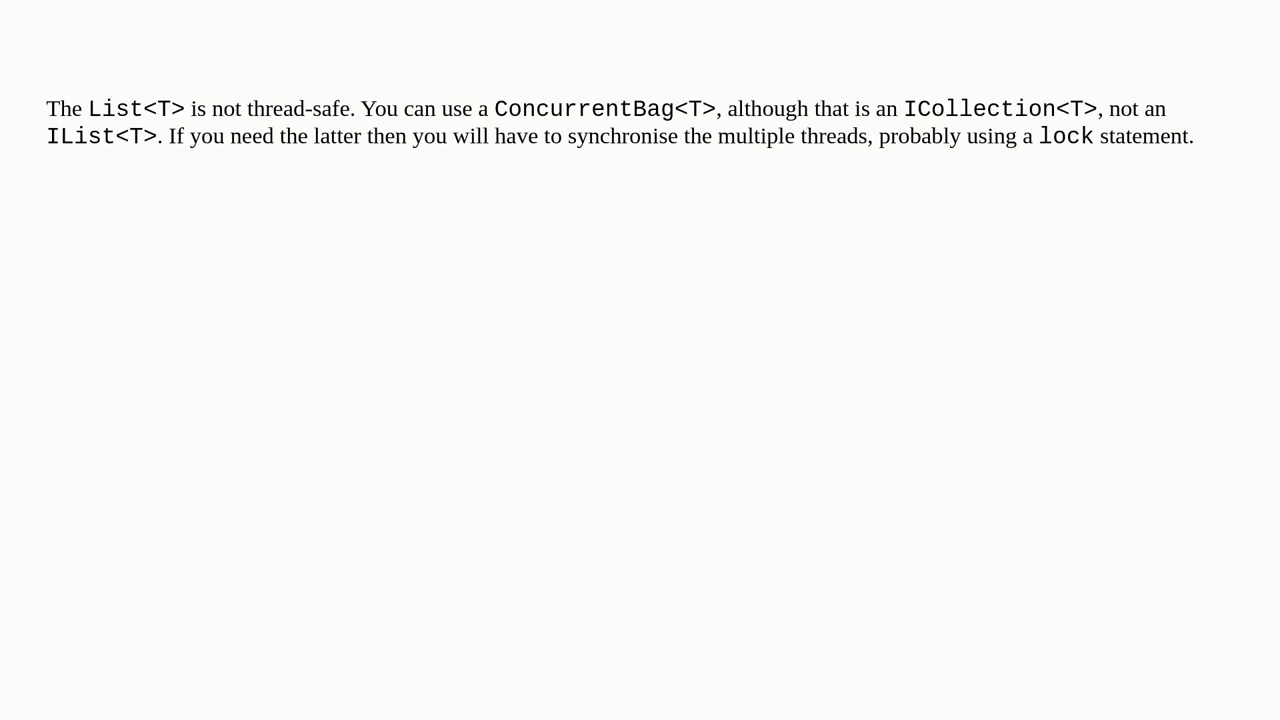 The List<T> is not thread-safe. You can use a ConcurrentBag<T>, although that is an ICollection<T>, not an
IList<T>. If you need the latter then you will have to synchronise the multiple threads, probably using a lock statement.